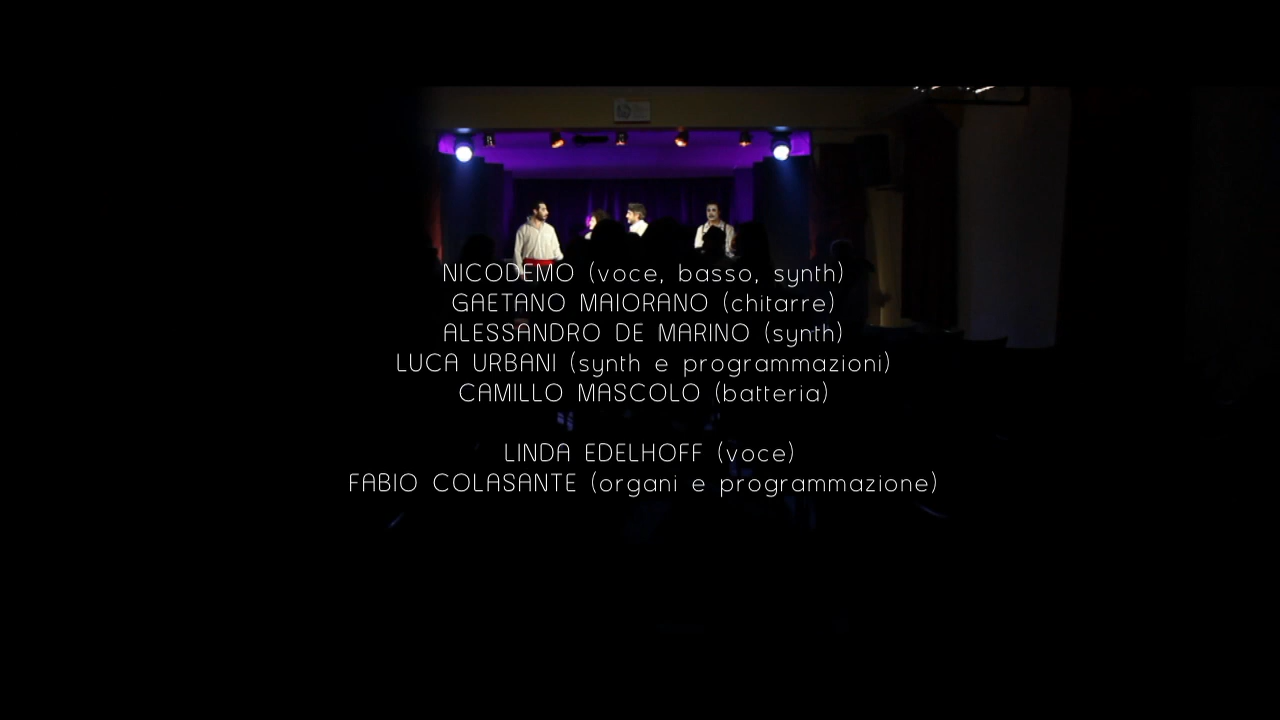 NICODEMO (voce, basso, synth)
GAETANO MAIORANO (chitarre)
ALESSANDRO DE MARINO (synth)
LUCA URBANI (synth e programmazioni)
CAMILLO MASCOLO (batteria)
LINDA EDELHOFF (voce)
FABIO COLASANTE (organi e programmazione)